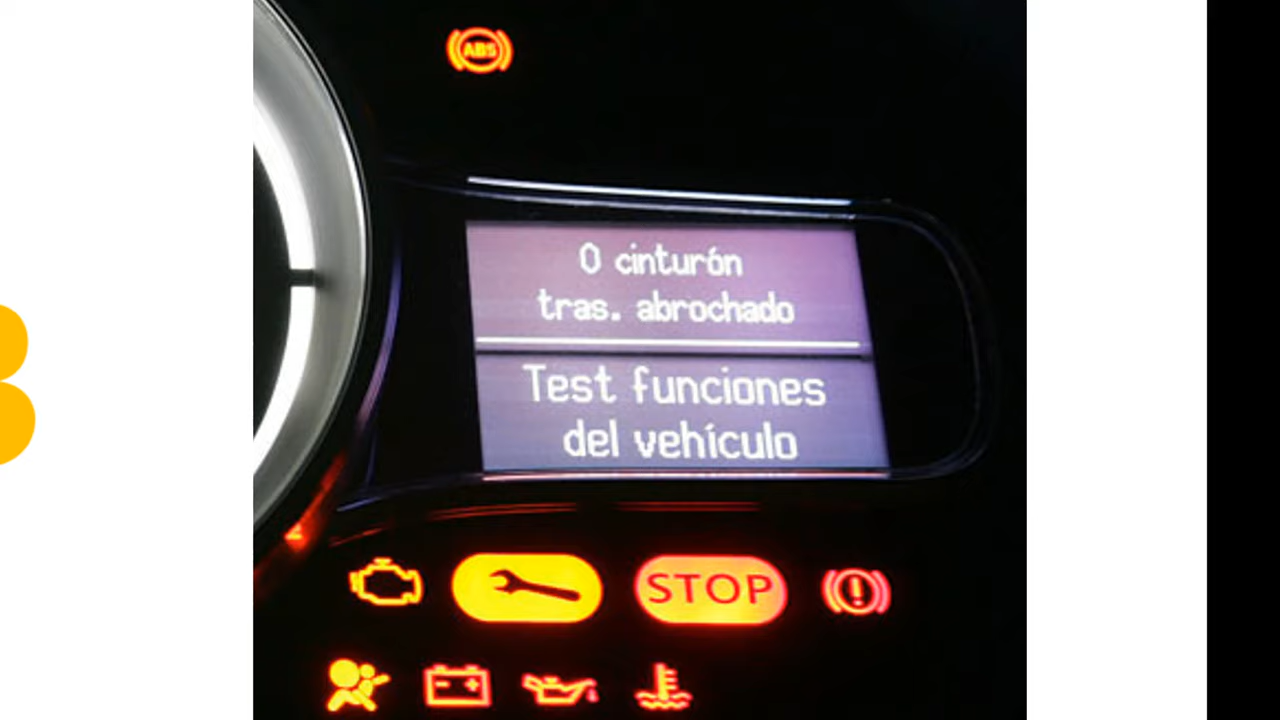 ABS
0 cinturón
tras. abrochado
Test funciones
del vehículo
STOP